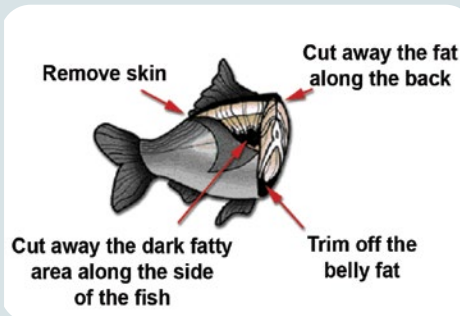 Remove skin
Cut away the fat
along the back
Cut away the dark fatty
area along the side
of the fish
Trim off the
belly fat